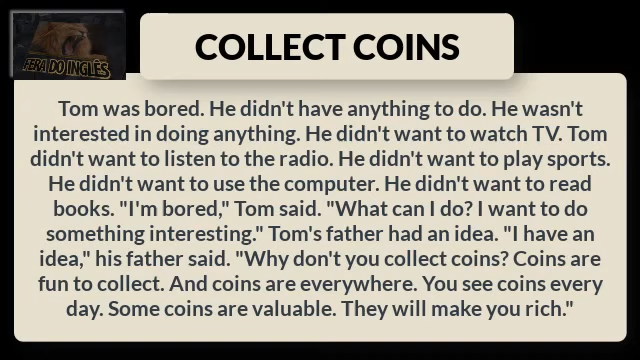 FERA DO INGLÊS
COLLECT COINS
Tom was bored. He didn't have anything to do. He wasn't
interested in doing anything. He didn't want to watch TV. Tom
didn't want to listen to the radio. He didn't want to play sports.
He didn't want to use the computer. He didn't want to read
books. "I'm bored," Tom said. "What can I do? I want to do
something interesting." Tom's father had an idea. "I have an
idea," his father said. "Why don't you collect coins? Coins are
fun to collect. And coins are everywhere. You see coins every
day. Some coins are valuable. They will make you rich."